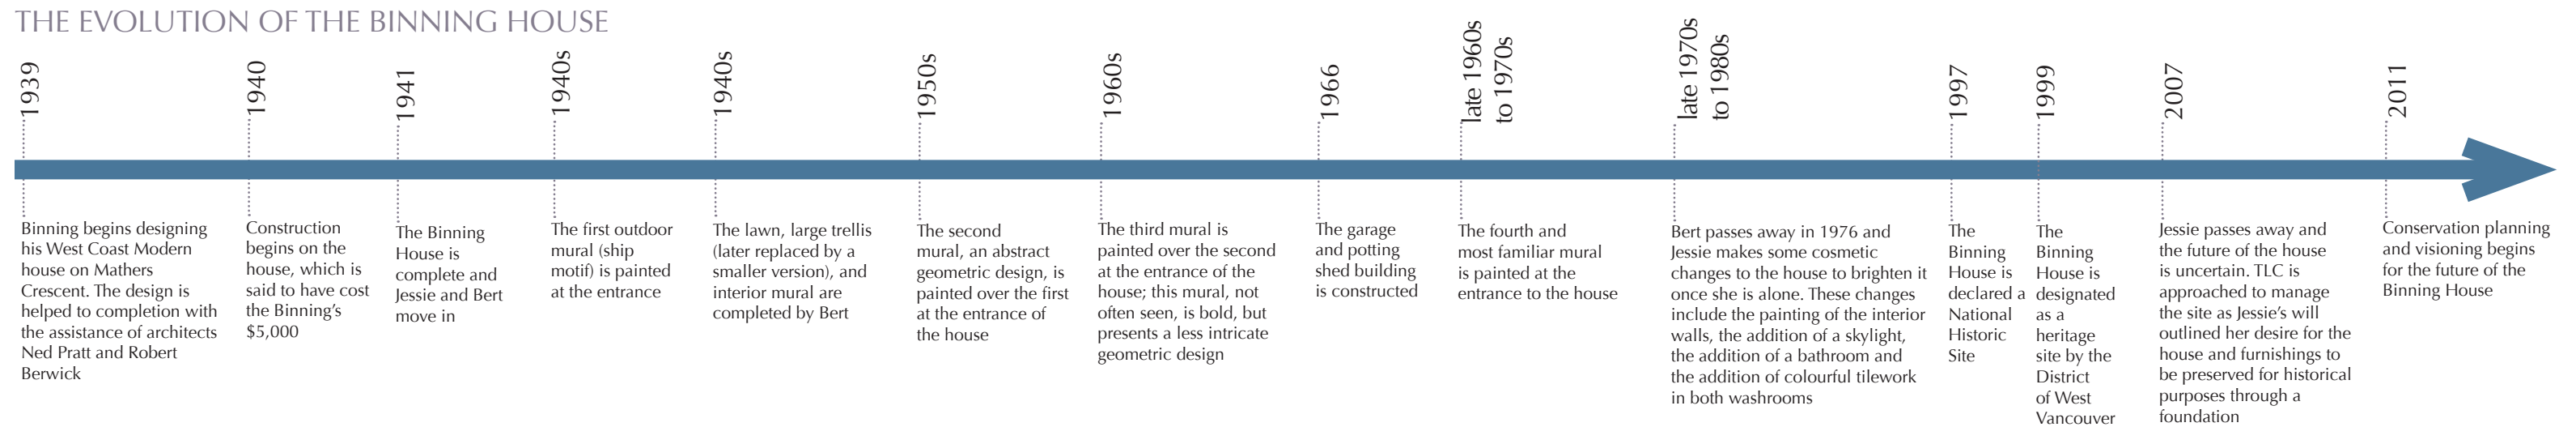 THE EVOLUTION OF THE BINNING HOUSE
1939
Binning begins designing
his West Coast Modern
house on Mathers
Crescent. The design is
helped to completion with
the assistance of architects
Ned Pratt and Robert
Berwick
1940
Construction
begins on the
house, which is
said to have cost
the Binning's
$5,000
1941
The Binning
House is
complete and
Jessie and Bert
move in
1940s
The first outdoor
mural (ship
motif) is painted
at the entrance
1940s
The lawn, large trellis
(later replaced by a
smaller version), and
interior mural are
completed by Bert
1950s
The second
mural, an abstract
geometric design, is
painted over the first
at the entrance of
the house
1960s
The third mural is
painted over the second
at the entrance of the
house; this mural, not
often seen, is bold, but
presents a less intricate
geometric design
1966
The garage
and potting
shed building
is constructed
late 1960s
to 1970s
The fourth and
most familiar mural
is painted at the
entrance to the house
late 1970s
to 1980s
Bert passes away in 1976 and
Jessie makes some cosmetic
changes to the house to brighten it
once she is alone. These changes
include the painting of the interior
walls, the addition of a skylight,
the addition of a bathroom and
the addition of colourful tilework
in both washrooms
1997
The
Binning
House is
declared a
National
Historic
Site
1999
The
Binning
House is
designated
as a
heritage
site by the
District
of West
Vancouver
2007
Jessie passes away and
the future of the house
is uncertain. TLC is
approached to manage
the site as Jessie's will
outlined her desire for the
house and furnishings to
be preserved for historical
purposes through a
foundation
2011
Conservation planning
and visioning begins
for the future of the
Binning House